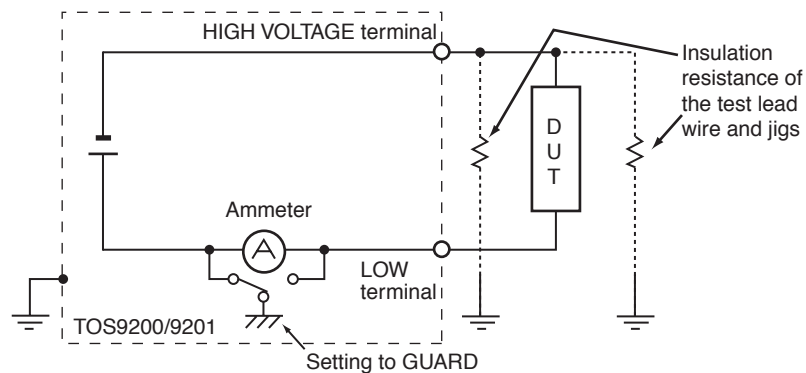 HIGH VOLTAGE terminal
Insulation
resistance of
the test lead
wire and jigs
D
U
T
Ammeter
A
LOW
terminal
TOS9200/9201
Setting to GUARD